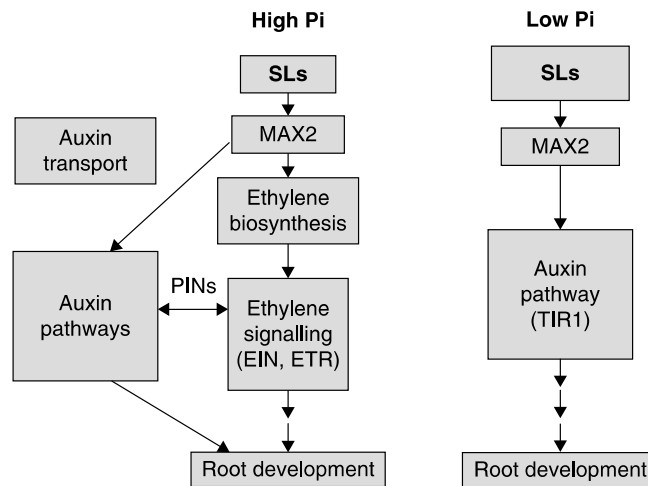 High Pi
SLs
MAX2
Auxin
transport
Ethylene
biosynthesis
Auxin
pathways
PINs
Ethylene
signalling
(EIN, ETR)
Root development
Low Pi
SLs
MAX2
Auxin
pathway
(TIR1)
Root development